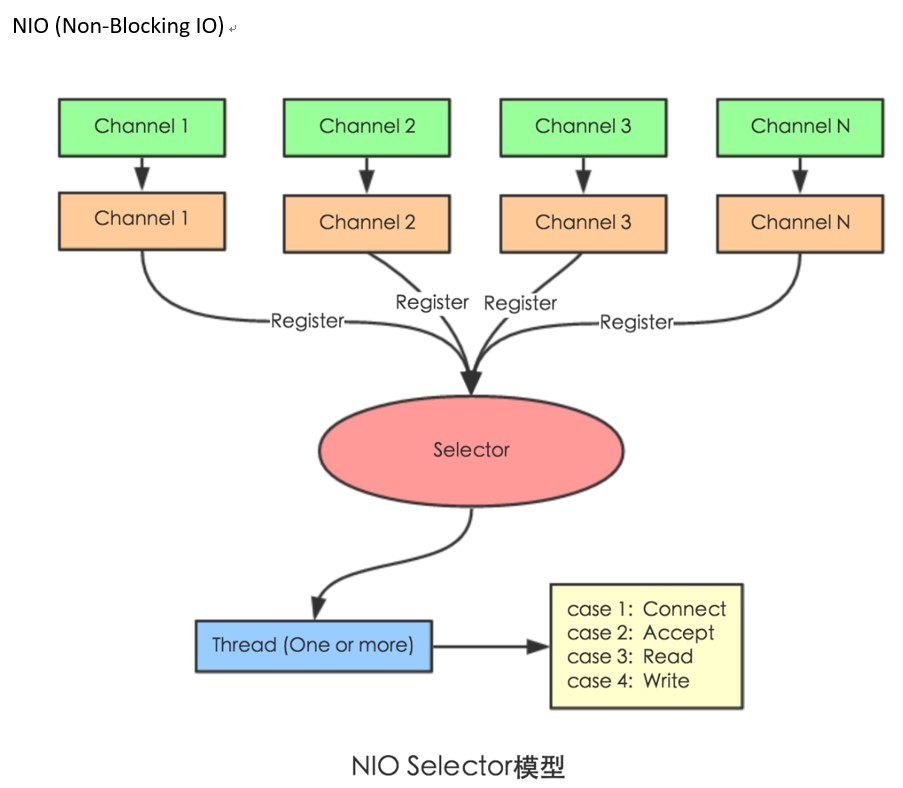 NIO (Non-Blocking IO)
Channel 1 Channel 2 Channel 3 Channel N
Channel 1 Channel 2 Channel 3 Channel N
Register Register Register Register
Selector
Thread (One or more)
case 1: Connect
case 2: Accept
case 3: Read
case 4: Write
NIO Selector模型